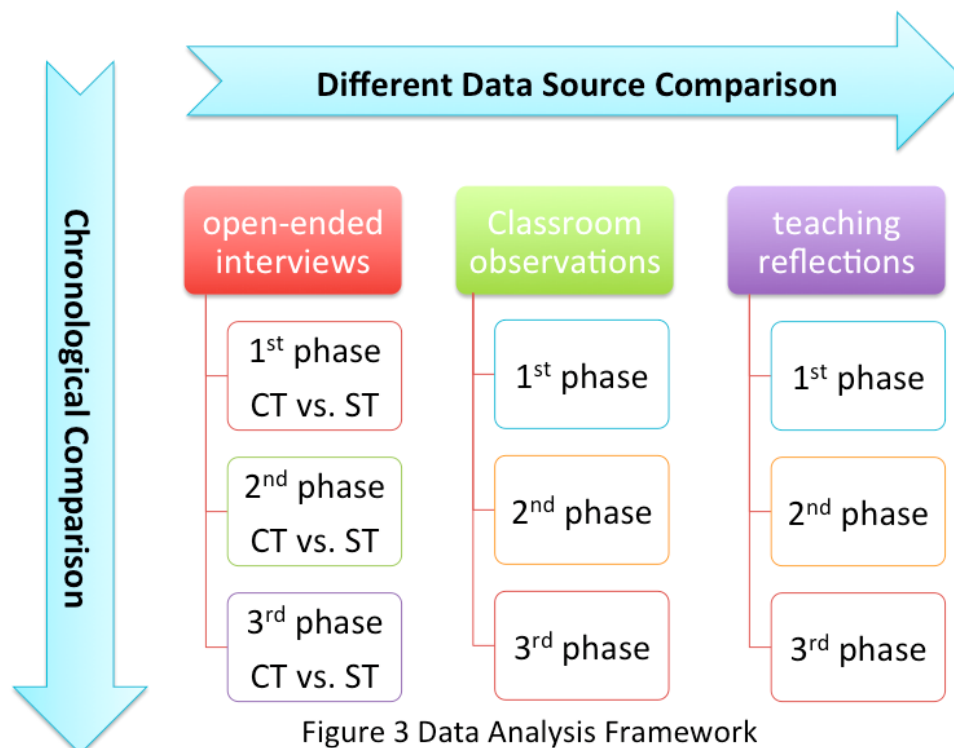 Different Data Source Comparison
Chronological Comparison
open-ended
interviews
1st phase
CT vs. ST
2nd phase
CT vs. ST
3rd phase
CT vs. ST
Classroom
observations
1st phase
2nd phase
3rd phase
teaching
reflections
1st phase
2nd phase
3rd phase
Figure 3 Data Analysis Framework